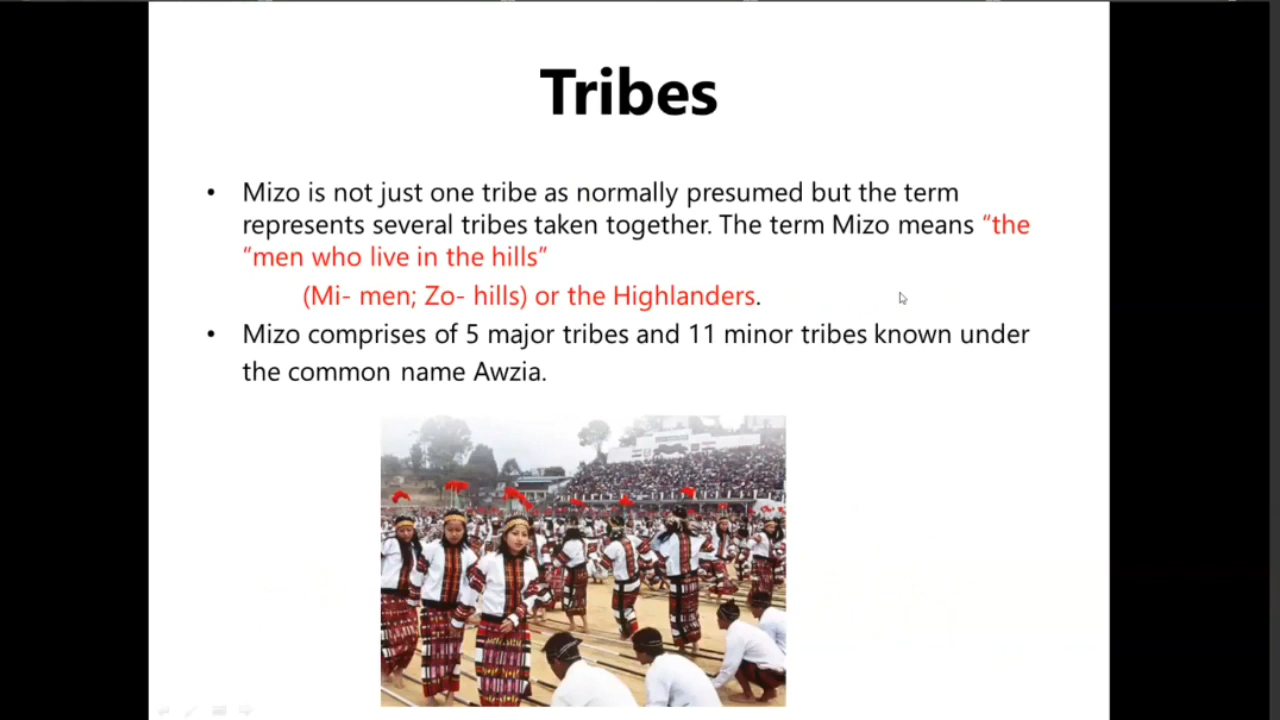 Tribes
• Mizo is not just one tribe as normally presumed but the term
represents several tribes taken together. The term Mizo means “the
“men who live in the hills”
(Mi- men; Zo- hills) or the Highlanders.
• Mizo comprises of 5 major tribes and 11 minor tribes known under
the common name Awzia.